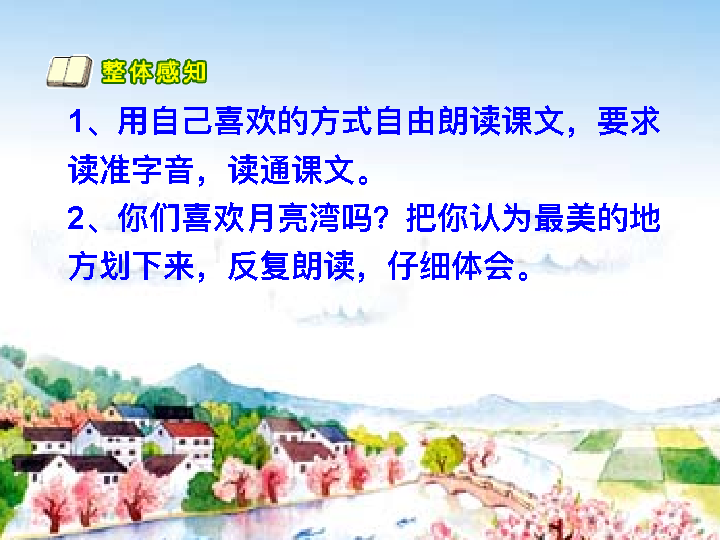 整体感知
1、用自己喜欢的方式自由朗读课文，要求
读准字音，读通课文。
2、你们喜欢月亮湾吗？把你认为最美的地
方划下来，反复朗读，仔细体会。